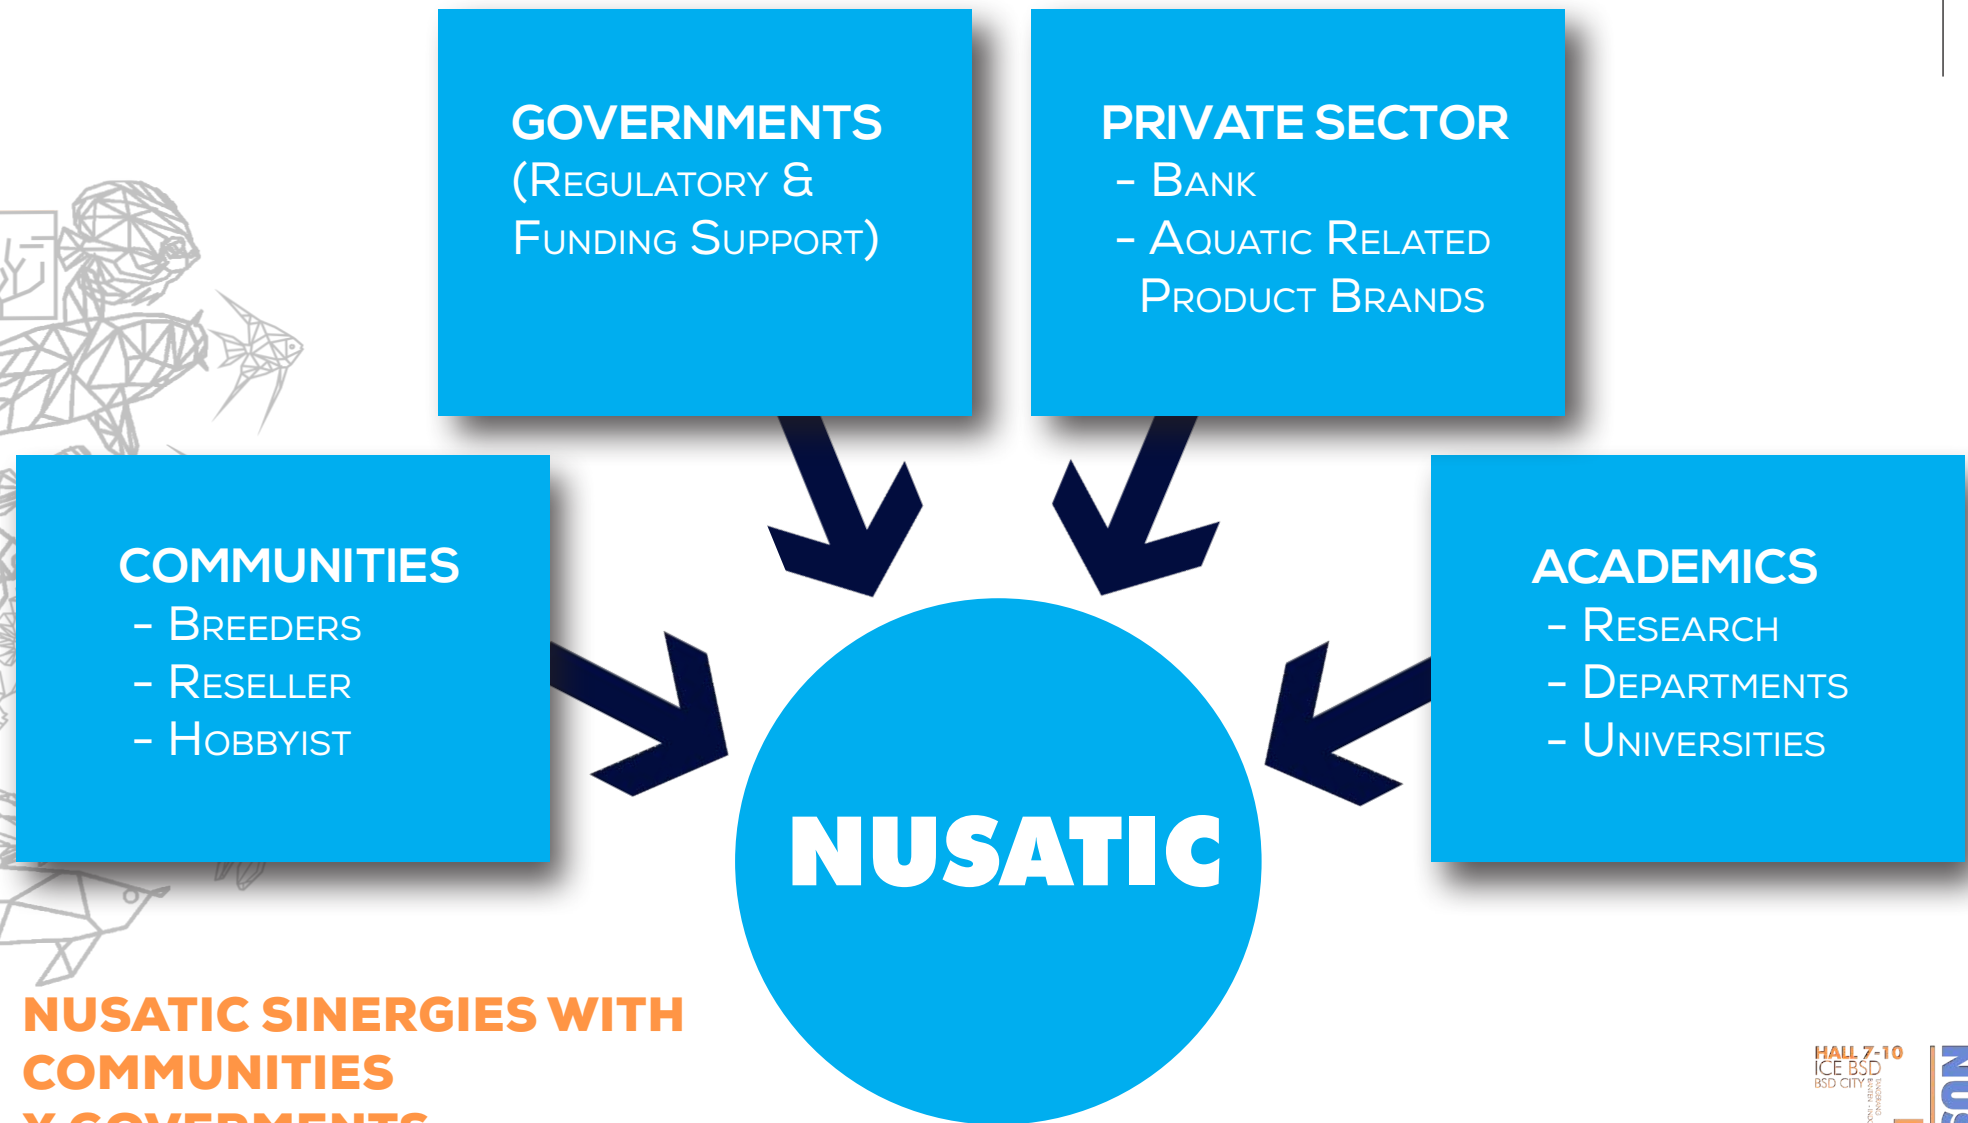 GOVERNMENTS
(REGULATORY &
FUNDING SUPPORT)
PRIVATE SECTOR
- BANK
- AQUATIC RELATED
PRODUCT BRANDS
COMMUNITIES
- BREEDERS
- RESELLER
- HOBBYIST
ACADEMICS
- RESEARCH
- DEPARTMENTS
- UNIVERSITIES
NUSATIC
NUSATIC SINERGIES WITH
COMMUNITIES
X GOVERMENTS
HALL 7-10
ICE BSD
BSD CITY